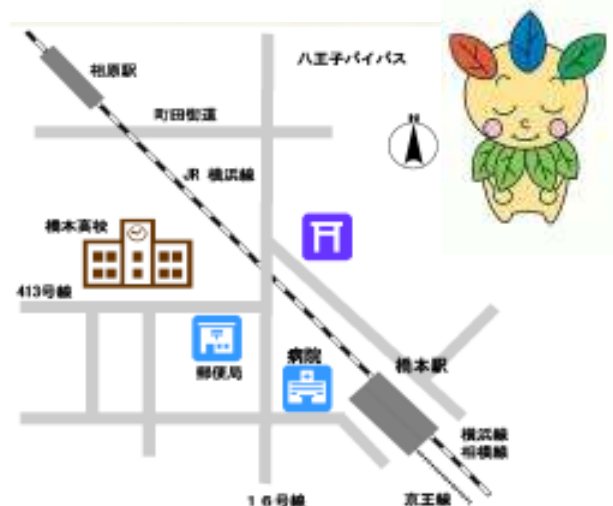 相原駅
八王子バイパス
町田街道
N
JR 横浜線
橋本高校
413号線
郵便局
病院
橋本駅
横浜線
相模線
16号線
京王線